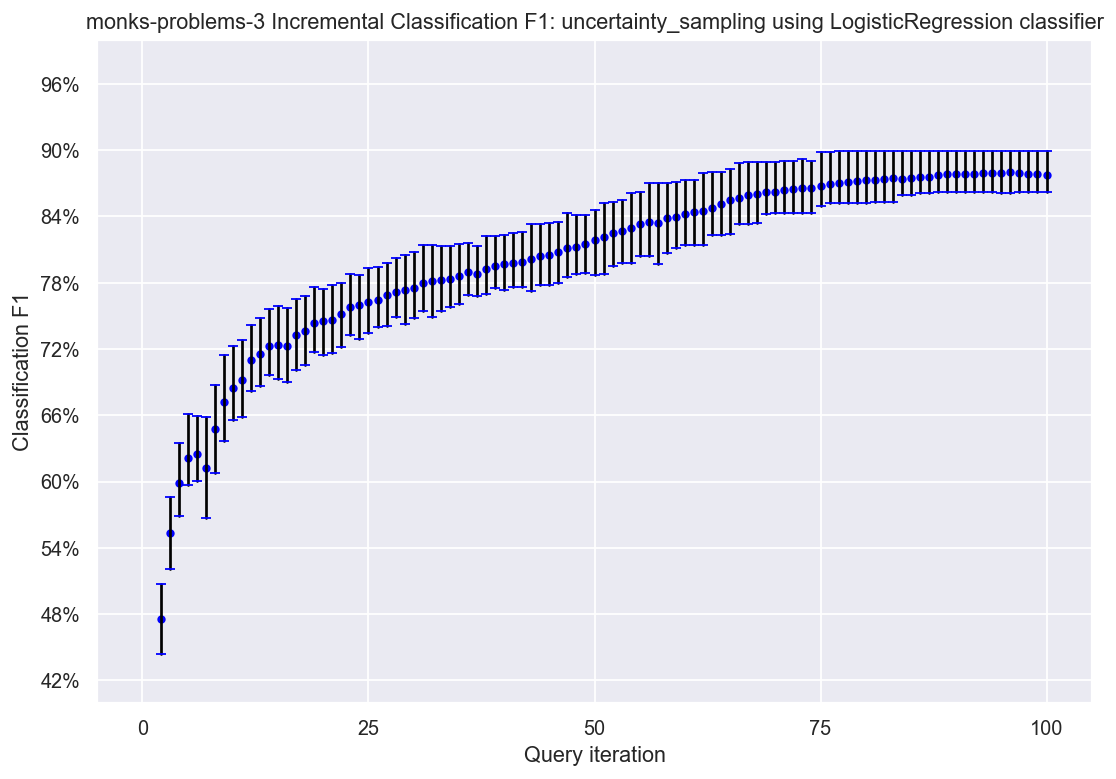 monks-problems-3 Incremental Classification F1: uncertainty_sampling using LogisticRegression classifier
96%
90%
84%
78%
72%
66%
60%
54%
48%
42%
Classification F1
0 25 50 75 100
Query iteration